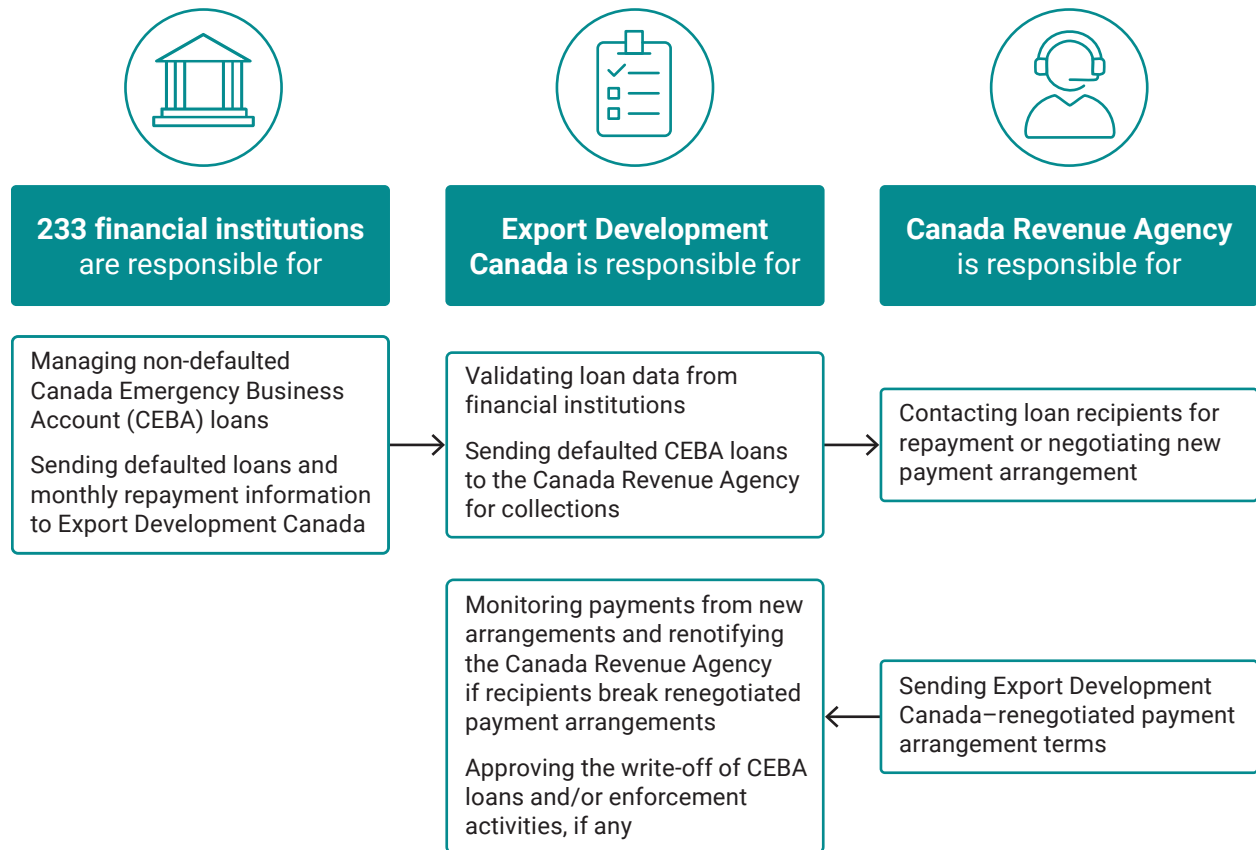 233 financial institutions
are responsible for
Export Development
Canada is responsible for
Canada Revenue Agency
is responsible for
Managing non-defaulted
Canada Emergency Business
Account (CEBA) loans
Sending defaulted loans and
monthly repayment information
to Export Development Canada
Validating loan data from
financial institutions
Sending defaulted CEBA loans
to the Canada Revenue Agency
for collections
Contacting loan recipients for
repayment or negotiating new
payment arrangement
Monitoring payments from new
arrangements and renotifying
the Canada Revenue Agency
if recipients break renegotiated
payment arrangements
Approving the write-off of CEBA
loans and/or enforcement
activities, if any
Sending Export Development
Canada–renegotiated payment
arrangement terms